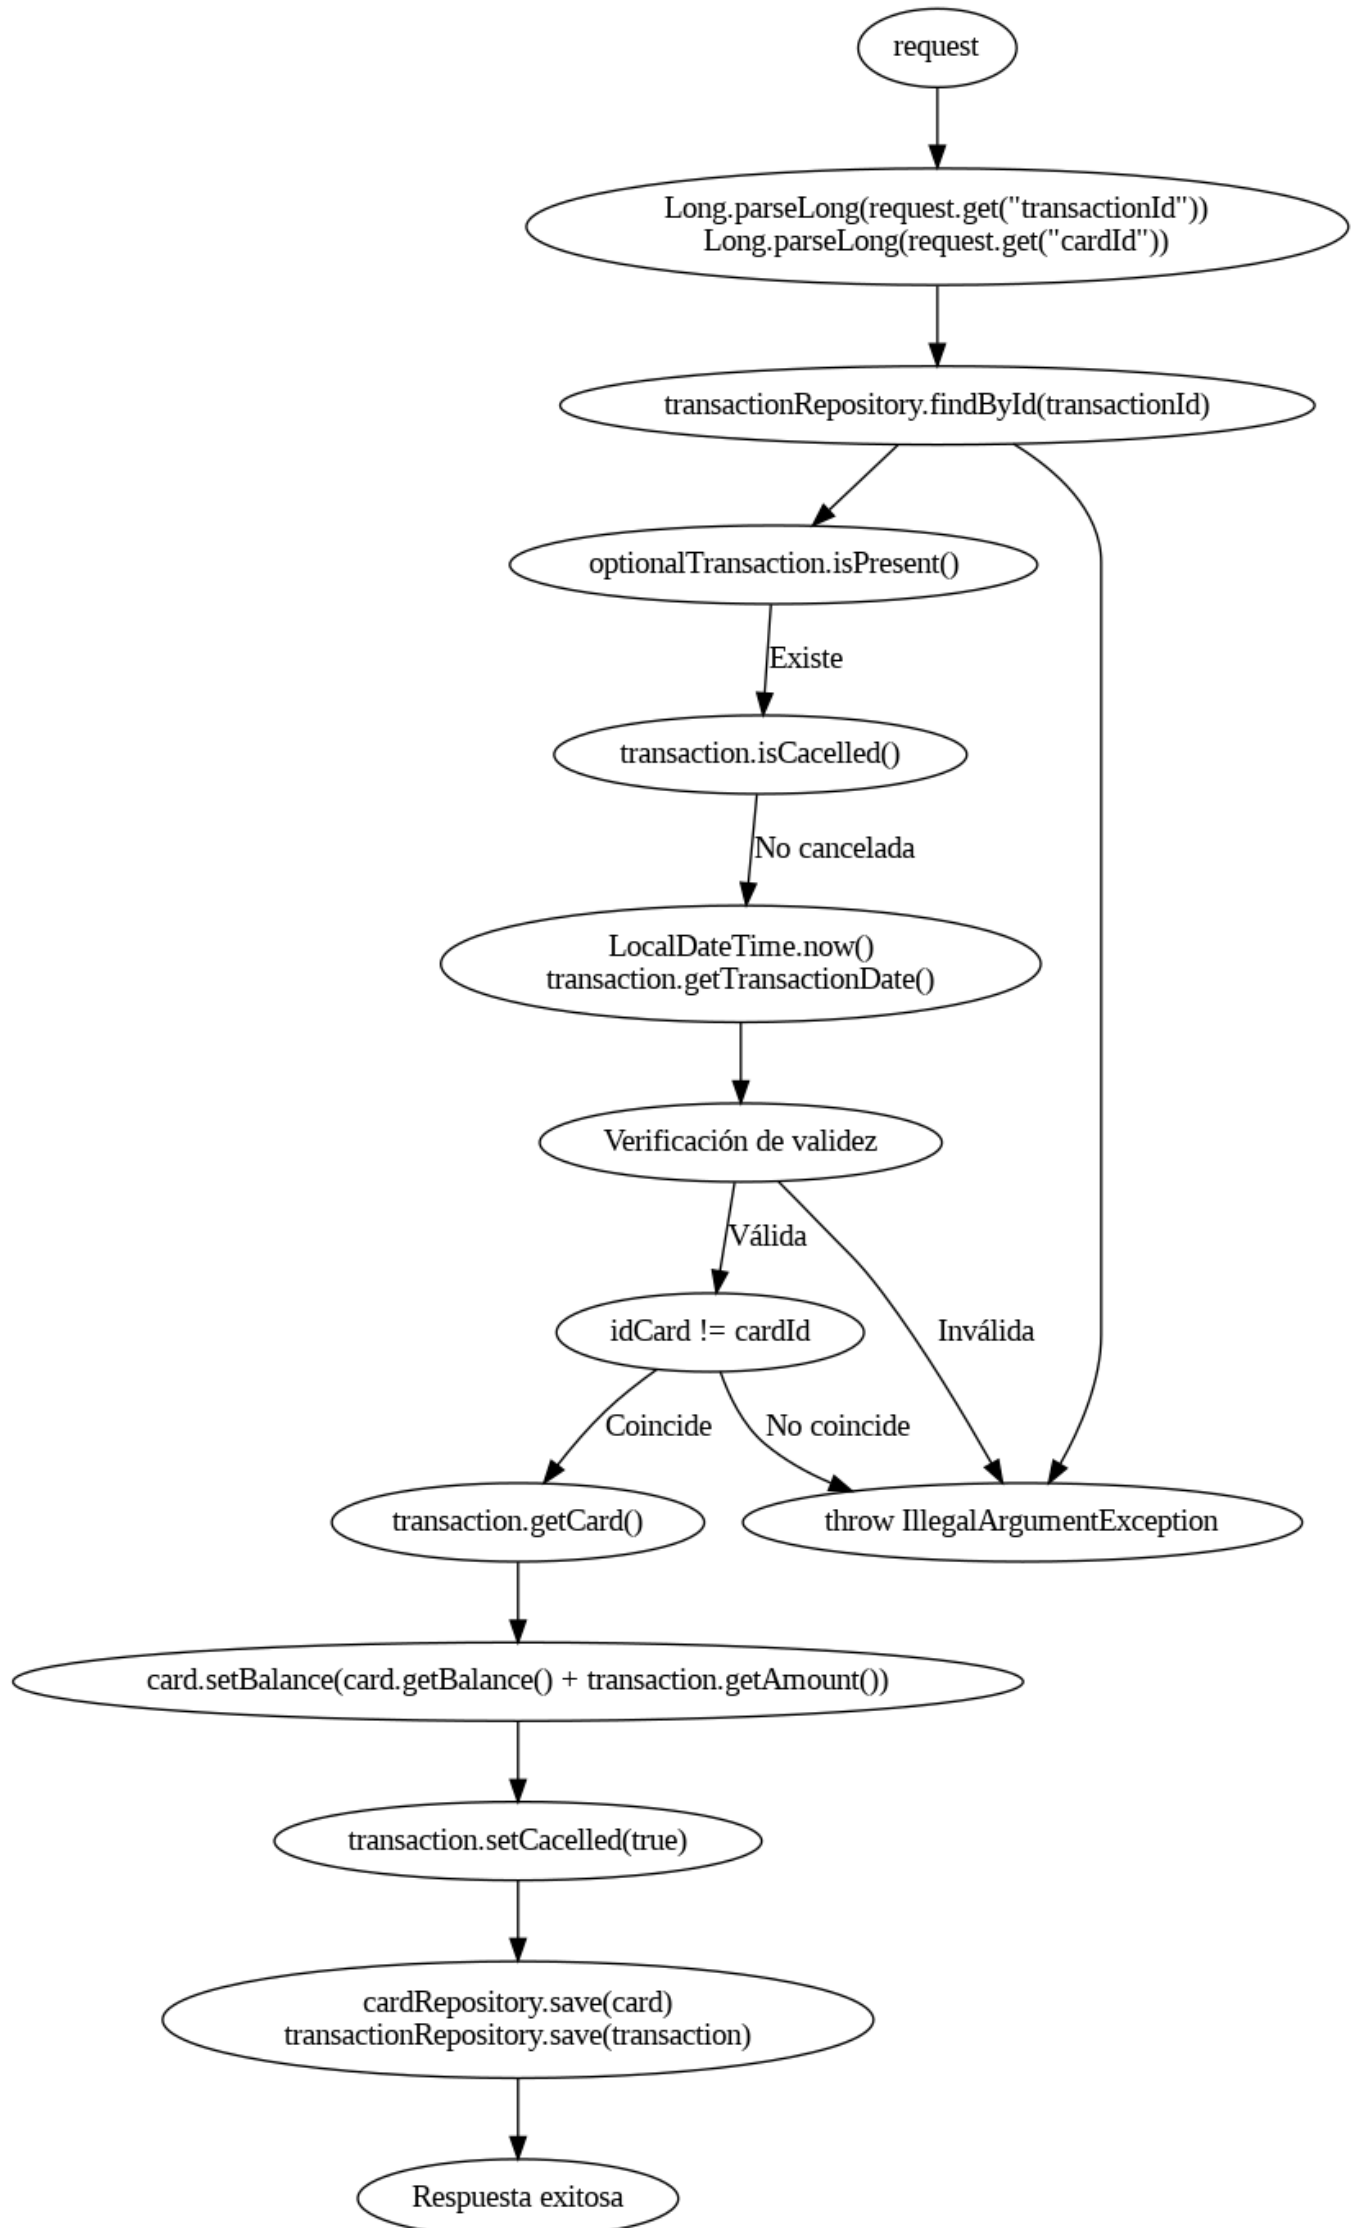 request
Long.parseLong(request.get("transactionId"))
Long.parseLong(request.get("cardId"))
transactionRepository.findById(transactionId)
optionalTransaction.isPresent()
Existe
transaction.isCacelled()
No cancelada
LocalDateTime.now()
transaction.getTransactionDate()
Verificación de validez
Válida
idCard != cardId
Inválida
Coincide
No coincide
transaction.getCard()
throw IllegalArgumentException
card.setBalance(card.getBalance() + transaction.getAmount())
transaction.setCacelled(true)
cardRepository.save(card)
transactionRepository.save(transaction)
Respuesta exitosa